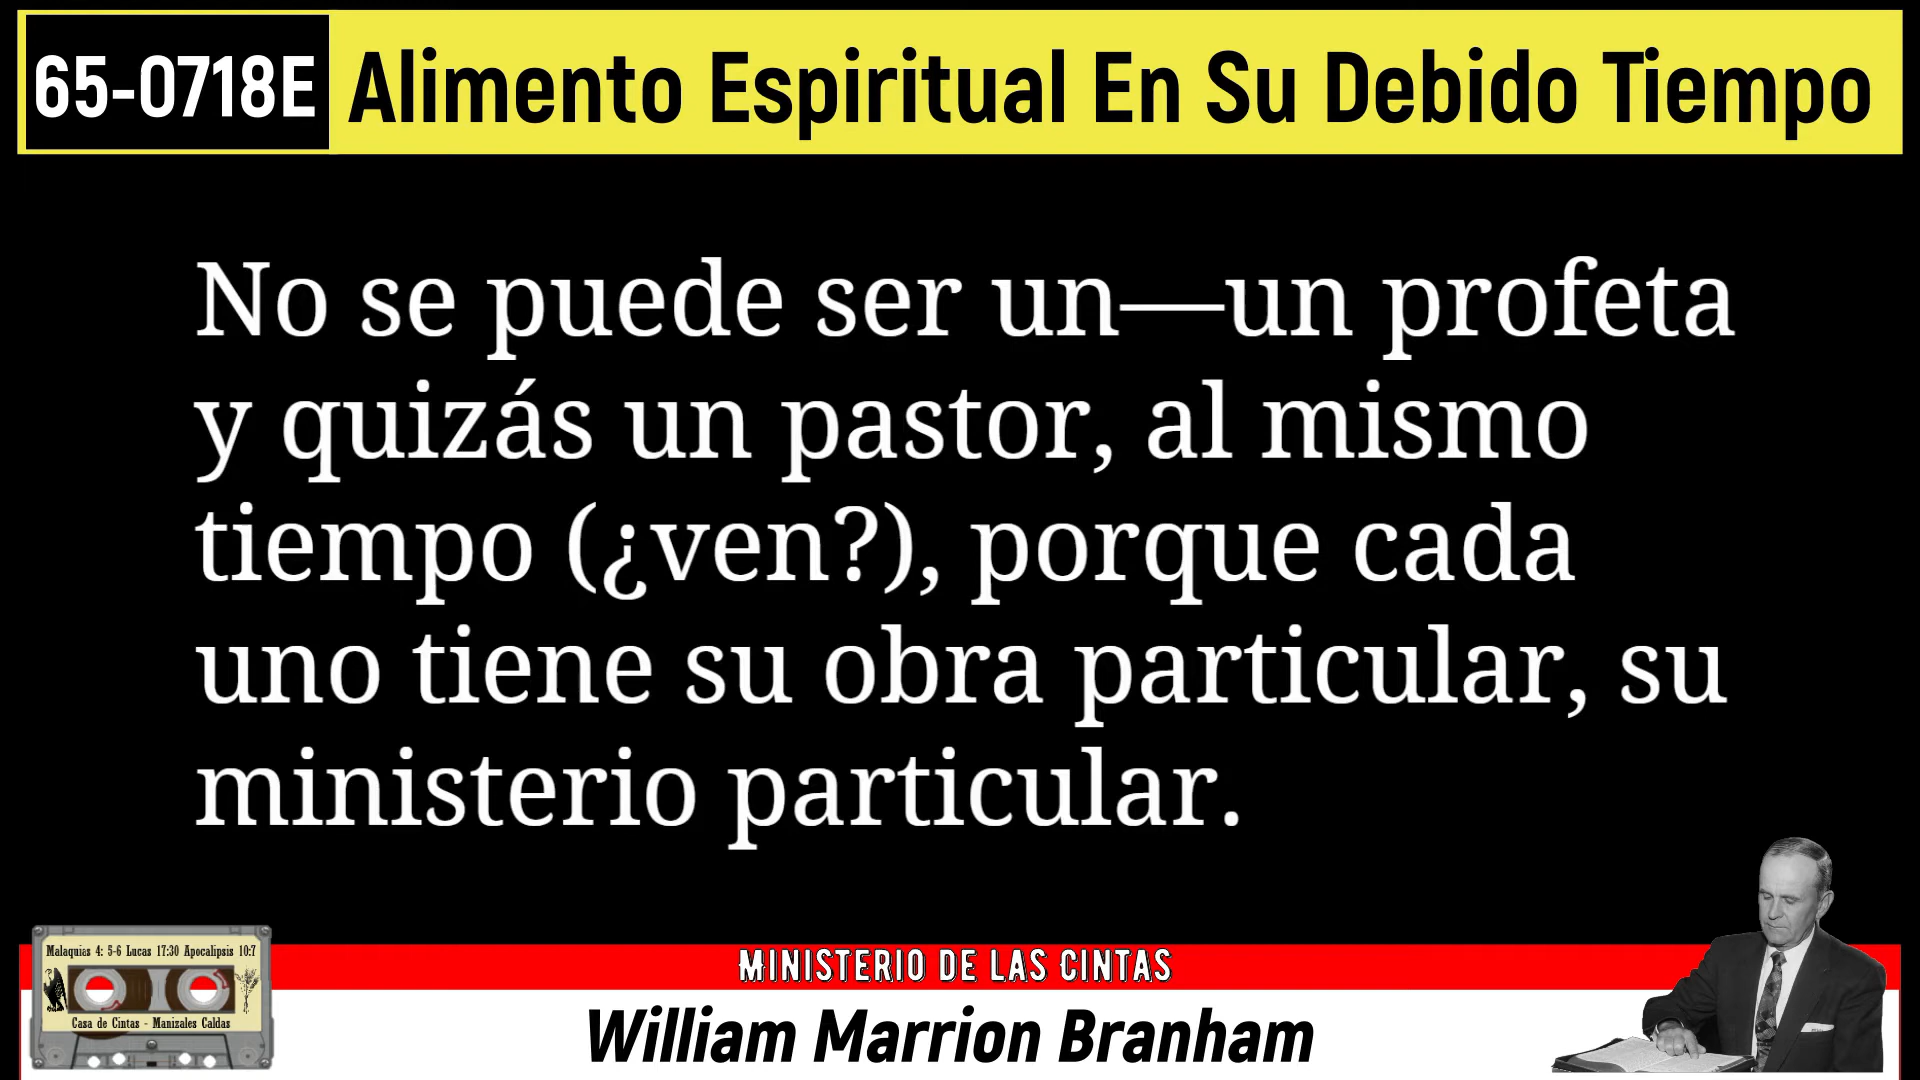 65-0718E Alimento Espiritual En Su Debido Tiempo
No se puede ser un—un profeta
y quizás un pastor, al mismo
tiempo (¿ven?), porque cada
uno tiene su obra particular, su
ministerio particular.
Malaquias 4: 5-6 Lucas 17:30 Apocalipsis 10:7
Casa de Cintas - Manizales Caldas
MINISTERIO DE LAS CINTAS
William Marrion Branham